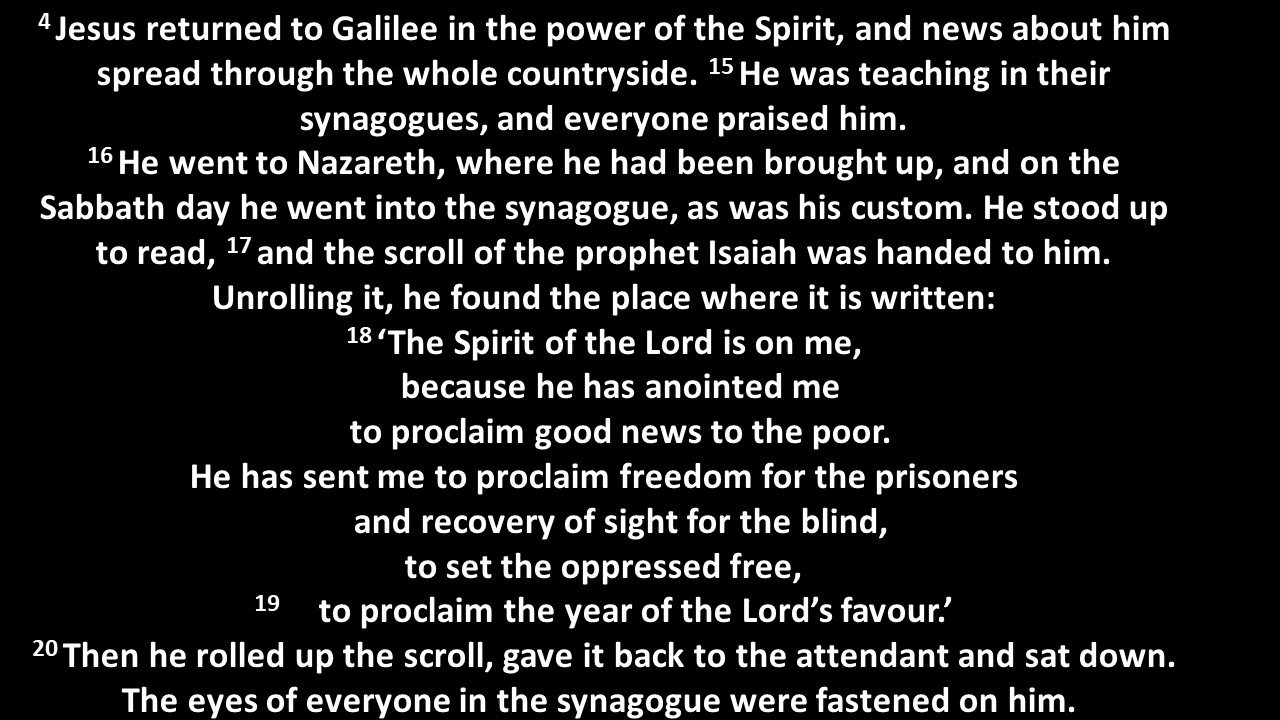 4 Jesus returned to Galilee in the power of the Spirit, and news about him
spread through the whole countryside. 15 He was teaching in their
synagogues, and everyone praised him.
16 He went to Nazareth, where he had been brought up, and on the
Sabbath day he went into the synagogue, as was his custom. He stood up
to read, 17 and the scroll of the prophet Isaiah was handed to him.
Unrolling it, he found the place where it is written:
18 ‘The Spirit of the Lord is on me,
because he has anointed me
to proclaim good news to the poor.
He has sent me to proclaim freedom for the prisoners
and recovery of sight for the blind,
to set the oppressed free,
19 to proclaim the year of the Lord’s favour.’
20 Then he rolled up the scroll, gave it back to the attendant and sat down.
The eyes of everyone in the synagogue were fastened on him.